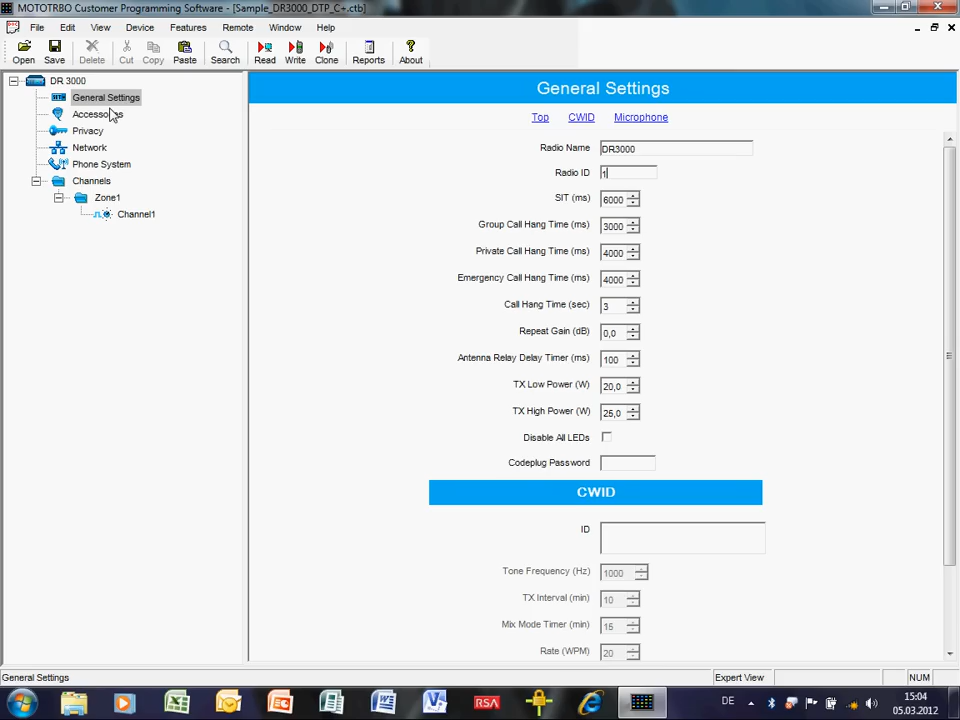 MOTOTRBO Customer Programming Software - [Sample_DR3000_DTP_C+.ctb]
File Edit View Device Features Remote Window Help
Open Save Delete Cut Copy Paste Search Read Write Clone Reports About
DR 3000
General Settings
Accessories
Privacy
Network
Phone System
Channels
Zone1
Channel1
General Settings
Top CWID Microphone
Radio Name DR3000
Radio ID 1
SIT (ms) 6000
Group Call Hang Time (ms) 3000
Private Call Hang Time (ms) 4000
Emergency Call Hang Time (ms) 4000
Call Hang Time (sec) 3
Repeat Gain (dB) 0,0
Antenna Relay Delay Timer (ms) 100
TX Low Power (W) 20,0
TX High Power (W) 25,0
Disable All LEDs
Codeplug Password
CWID
ID
Tone Frequency (Hz) 1000
TX Interval (min) 10
Mix Mode Timer (min) 15
Rate (WPM) 20
General Settings Expert View NUM
RSA DE 15:04
05.03.2012